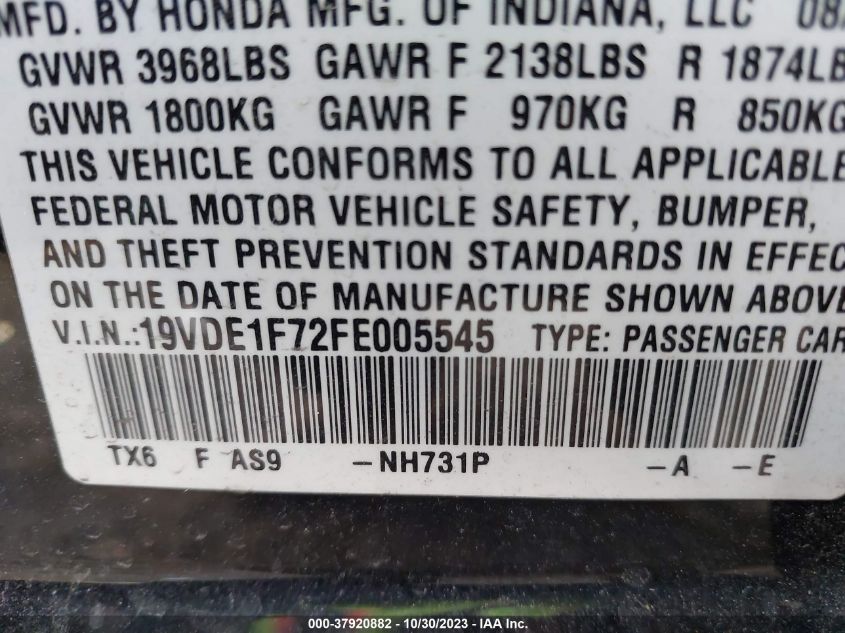 MFD. BY HONDA MFG. OF INDIANA, LLC 08
GVWR 3968LBS GAWR F 2138LBS R 1874LB
GVWR 1800KG GAWR F 970KG R 850KG
THIS VEHICLE CONFORMS TO ALL APPLICABLE
FEDERAL MOTOR VEHICLE SAFETY, BUMPER,
AND THEFT PREVENTION STANDARDS IN EFFEC
ON THE DATE OF MANUFACTURE SHOWN ABOVE
V.I.N.:19VDE1F72FE005545 TYPE: PASSENGER CAR
TX6 F AS9 -NH731P -A -E
000-37920882 - 10/30/2023 - IAA.